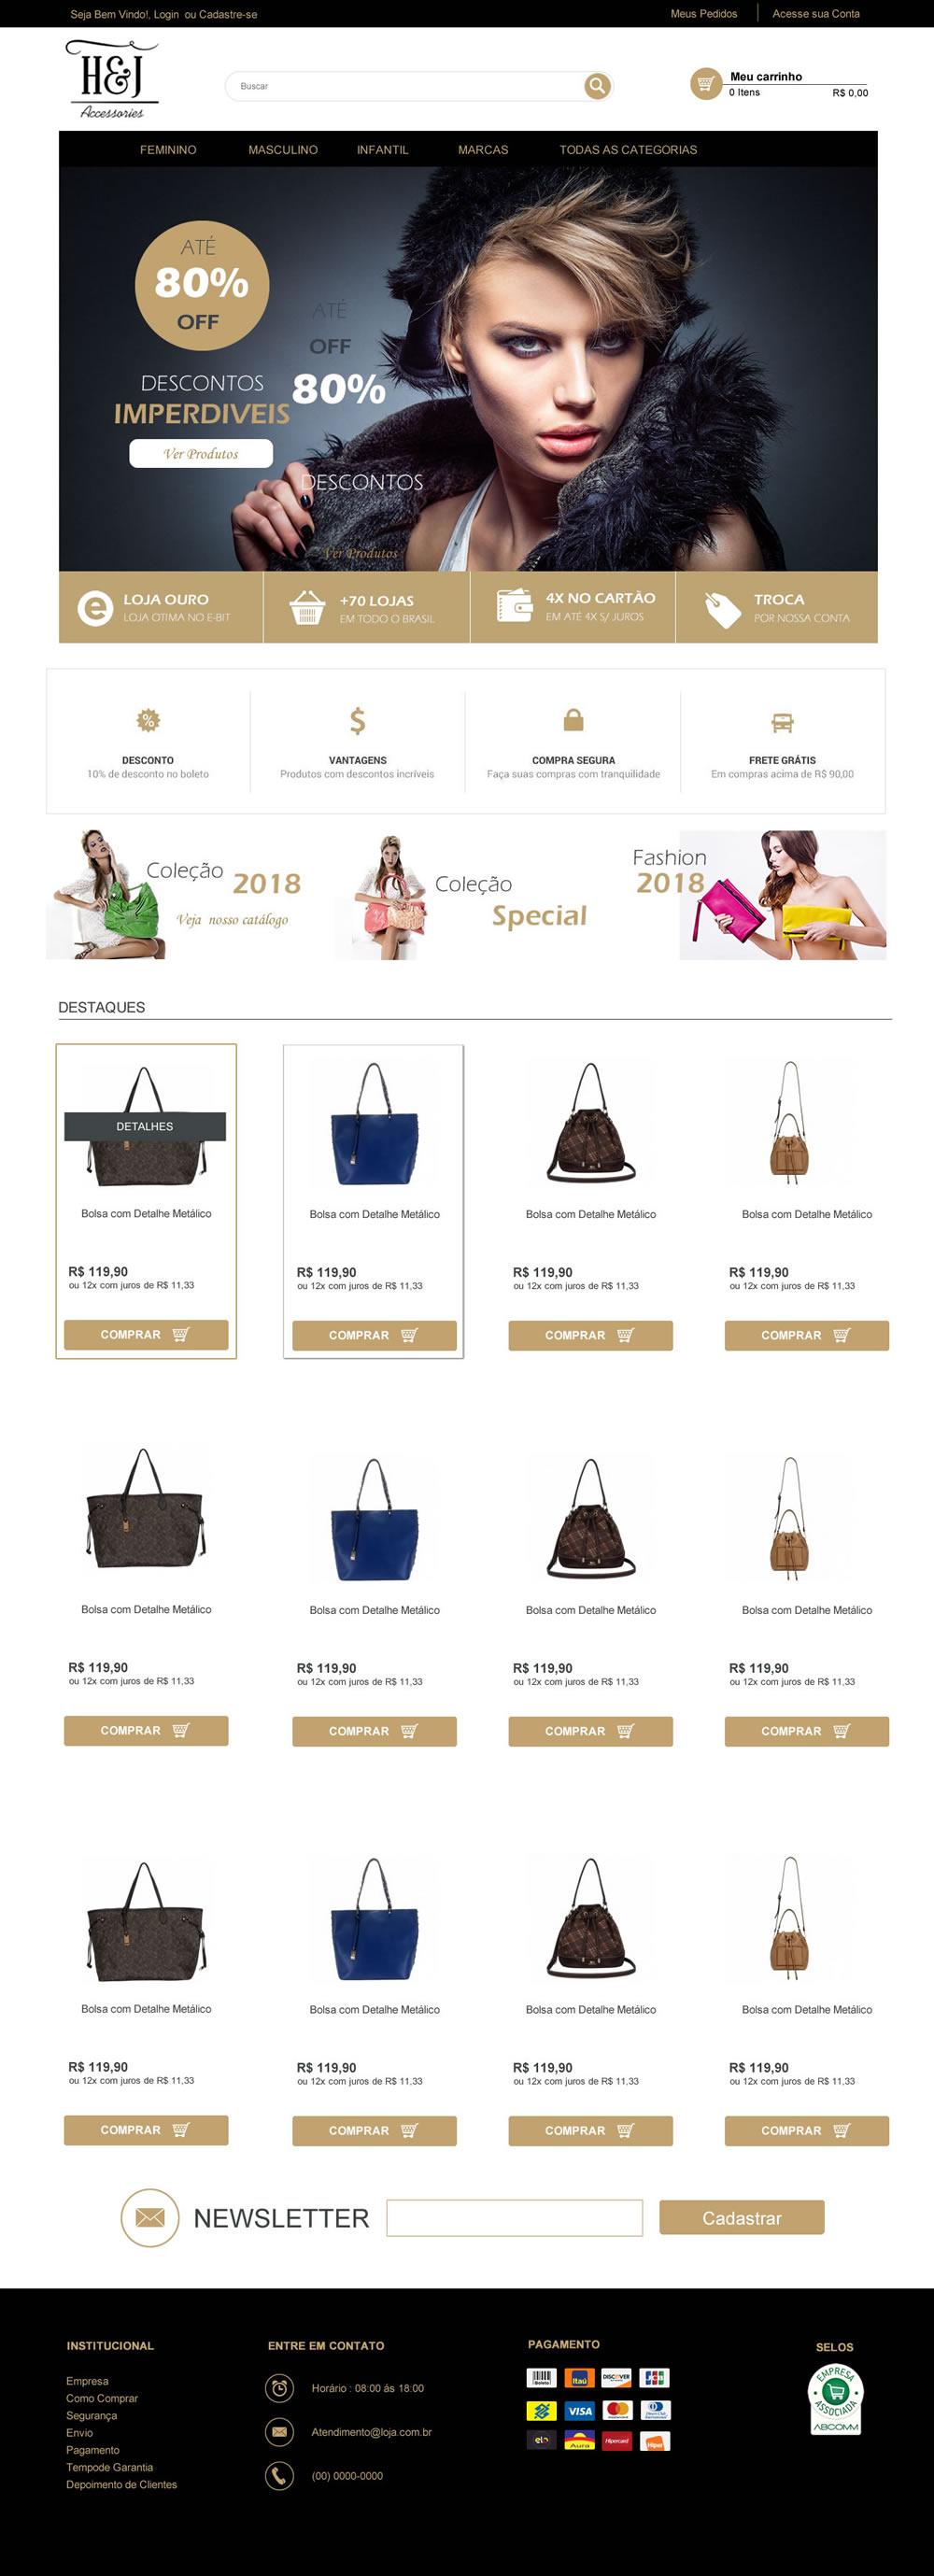 Seja Bem Vindo!, Login ou Cadastre-se
Meus Pedidos
Acesse sua Conta
H&J
Accessories
Buscar
Meu carrinho
0 Itens
R$ 0,00
FEMININO
MASCULINO
INFANTIL
MARCAS
TODAS AS CATEGORIAS
ATÉ
80%
OFF
DESCONTOS
IMPERDIVEIS
Ver Produtos
ATÉ
OFF
80%
DESCONTOS
Ver Produtos
LOJA OURO
LOJA OTIMA NO E-BIT
+70 LOJAS
EM TODO O BRASIL
4X NO CARTÃO
EM ATÉ 4X S/ JUROS
TROCA
POR NOSSA CONTA
DESCONTO
10% de desconto no boleto
VANTAGENS
Produtos com descontos incríveis
COMPRA SEGURA
Faça suas compras com tranquilidade
FRETE GRÁTIS
Em compras acima de R$ 90,00
Coleção
2018
Veja nosso catálogo
Coleção
Special
Fashion
2018
DESTAQUES
DETALHES
Bolsa com Detalhe Metálico
R$ 119,90
ou 12x com juros de R$ 11,33
COMPRAR
Bolsa com Detalhe Metálico
R$ 119,90
ou 12x com juros de R$ 11,33
COMPRAR
Bolsa com Detalhe Metálico
R$ 119,90
ou 12x com juros de R$ 11,33
COMPRAR
Bolsa com Detalhe Metálico
R$ 119,90
ou 12x com juros de R$ 11,33
COMPRAR
Bolsa com Detalhe Metálico
R$ 119,90
ou 12x com juros de R$ 11,33
COMPRAR
Bolsa com Detalhe Metálico
R$ 119,90
ou 12x com juros de R$ 11,33
COMPRAR
Bolsa com Detalhe Metálico
R$ 119,90
ou 12x com juros de R$ 11,33
COMPRAR
Bolsa com Detalhe Metálico
R$ 119,90
ou 12x com juros de R$ 11,33
COMPRAR
Bolsa com Detalhe Metálico
R$ 119,90
ou 12x com juros de R$ 11,33
COMPRAR
Bolsa com Detalhe Metálico
R$ 119,90
ou 12x com juros de R$ 11,33
COMPRAR
Bolsa com Detalhe Metálico
R$ 119,90
ou 12x com juros de R$ 11,33
COMPRAR
Bolsa com Detalhe Metálico
R$ 119,90
ou 12x com juros de R$ 11,33
COMPRAR
NEWSLETTER
Cadastrar
INSTITUCIONAL
Empresa
Como Comprar
Segurança
Envio
Pagamento
Tempode Garantia
Depoimento de Clientes
ENTRE EM CONTATO
Horário : 08:00 ás 18:00
Atendimento@loja.com.br
(00) 0000-0000
PAGAMENTO
Boleto
Itaú
DISCOVER
JCB
VISA
elo
Aura
Hipercard
Hiper
SELOS
EMPRESA
ASSOCIADA
ABCOMM